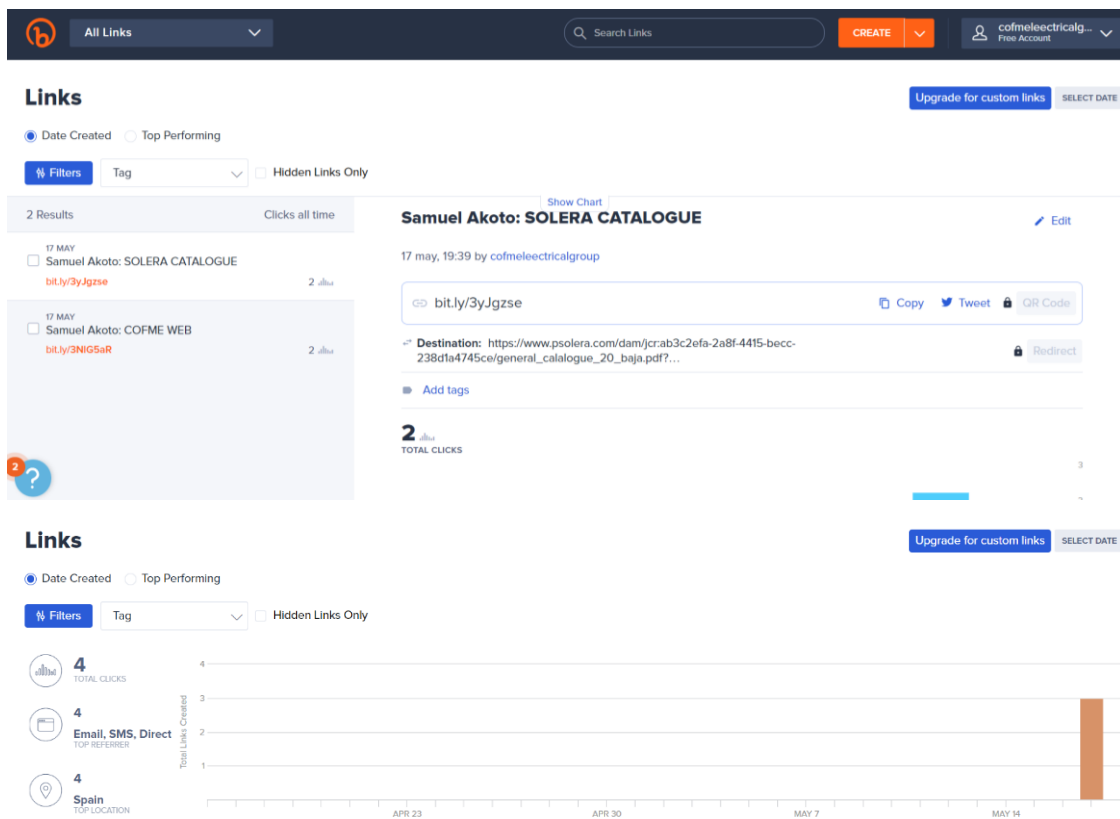 All Links
Search Links
CREATE
cofmeleectricalg...
Free Account
Links
Upgrade for custom links
SELECT DATE
Date Created
Top Performing
Filters
Tag
Hidden Links Only
2 Results
Clicks all time
Show Chart
17 MAY
Samuel Akoto: SOLERA CATALOGUE
bit.ly/3yJgzse
2
17 MAY
Samuel Akoto: COFME WEB
bit.ly/3NIG5aR
2
2
?
Samuel Akoto: SOLERA CATALOGUE
Edit
17 may, 19:39 by cofmeleectricalgroup
bit.ly/3yJgzse
Copy
Tweet
QR Code
Destination: https://www.psolera.com/dam/jcr:ab3c2efa-2a8f-4415-becc-
238d1a4745ce/general_calalogue_20_baja.pdf?...
Redirect
Add tags
2
TOTAL CLICKS
3
Links
Upgrade for custom links
SELECT DATE
Date Created
Top Performing
Filters
Tag
Hidden Links Only
4
TOTAL CLICKS
4
Email, SMS, Direct
TOP REFERRER
4
Spain
TOP LOCATION
Total Links Created
4
3
2
1
APR 23
APR 30
MAY 7
MAY 14